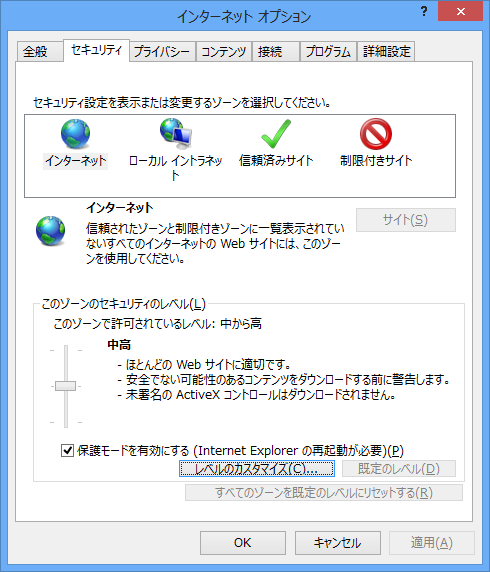 インターネット オプション
?
全般
セキュリティ
プライバシー
コンテンツ
接続
プログラム
詳細設定
セキュリティ設定を表示または変更するゾーンを選択してください。
インターネット
ローカル イントラネッ
ト
信頼済みサイト
制限付きサイト
インターネット
信頼されたゾーンと制限付きゾーンに一覧表示されてい
ないすべてのインターネットの Web サイトには、このゾー
ンを使用してください。
サイト(S)
このゾーンのセキュリティのレベル(L)
このゾーンで許可されているレベル: 中から高
中高
- ほとんどの Web サイトに適切です。
- 安全でない可能性のあるコンテンツをダウンロードする前に警告します。
- 未署名の ActiveX コントロールはダウンロードされません。
保護モードを有効にする (Internet Explorer の再起動が必要)(P)
レベルのカスタマイズ(C)...
既定のレベル(D)
すべてのゾーンを既定のレベルにリセットする(R)
OK
キャンセル
適用(A)